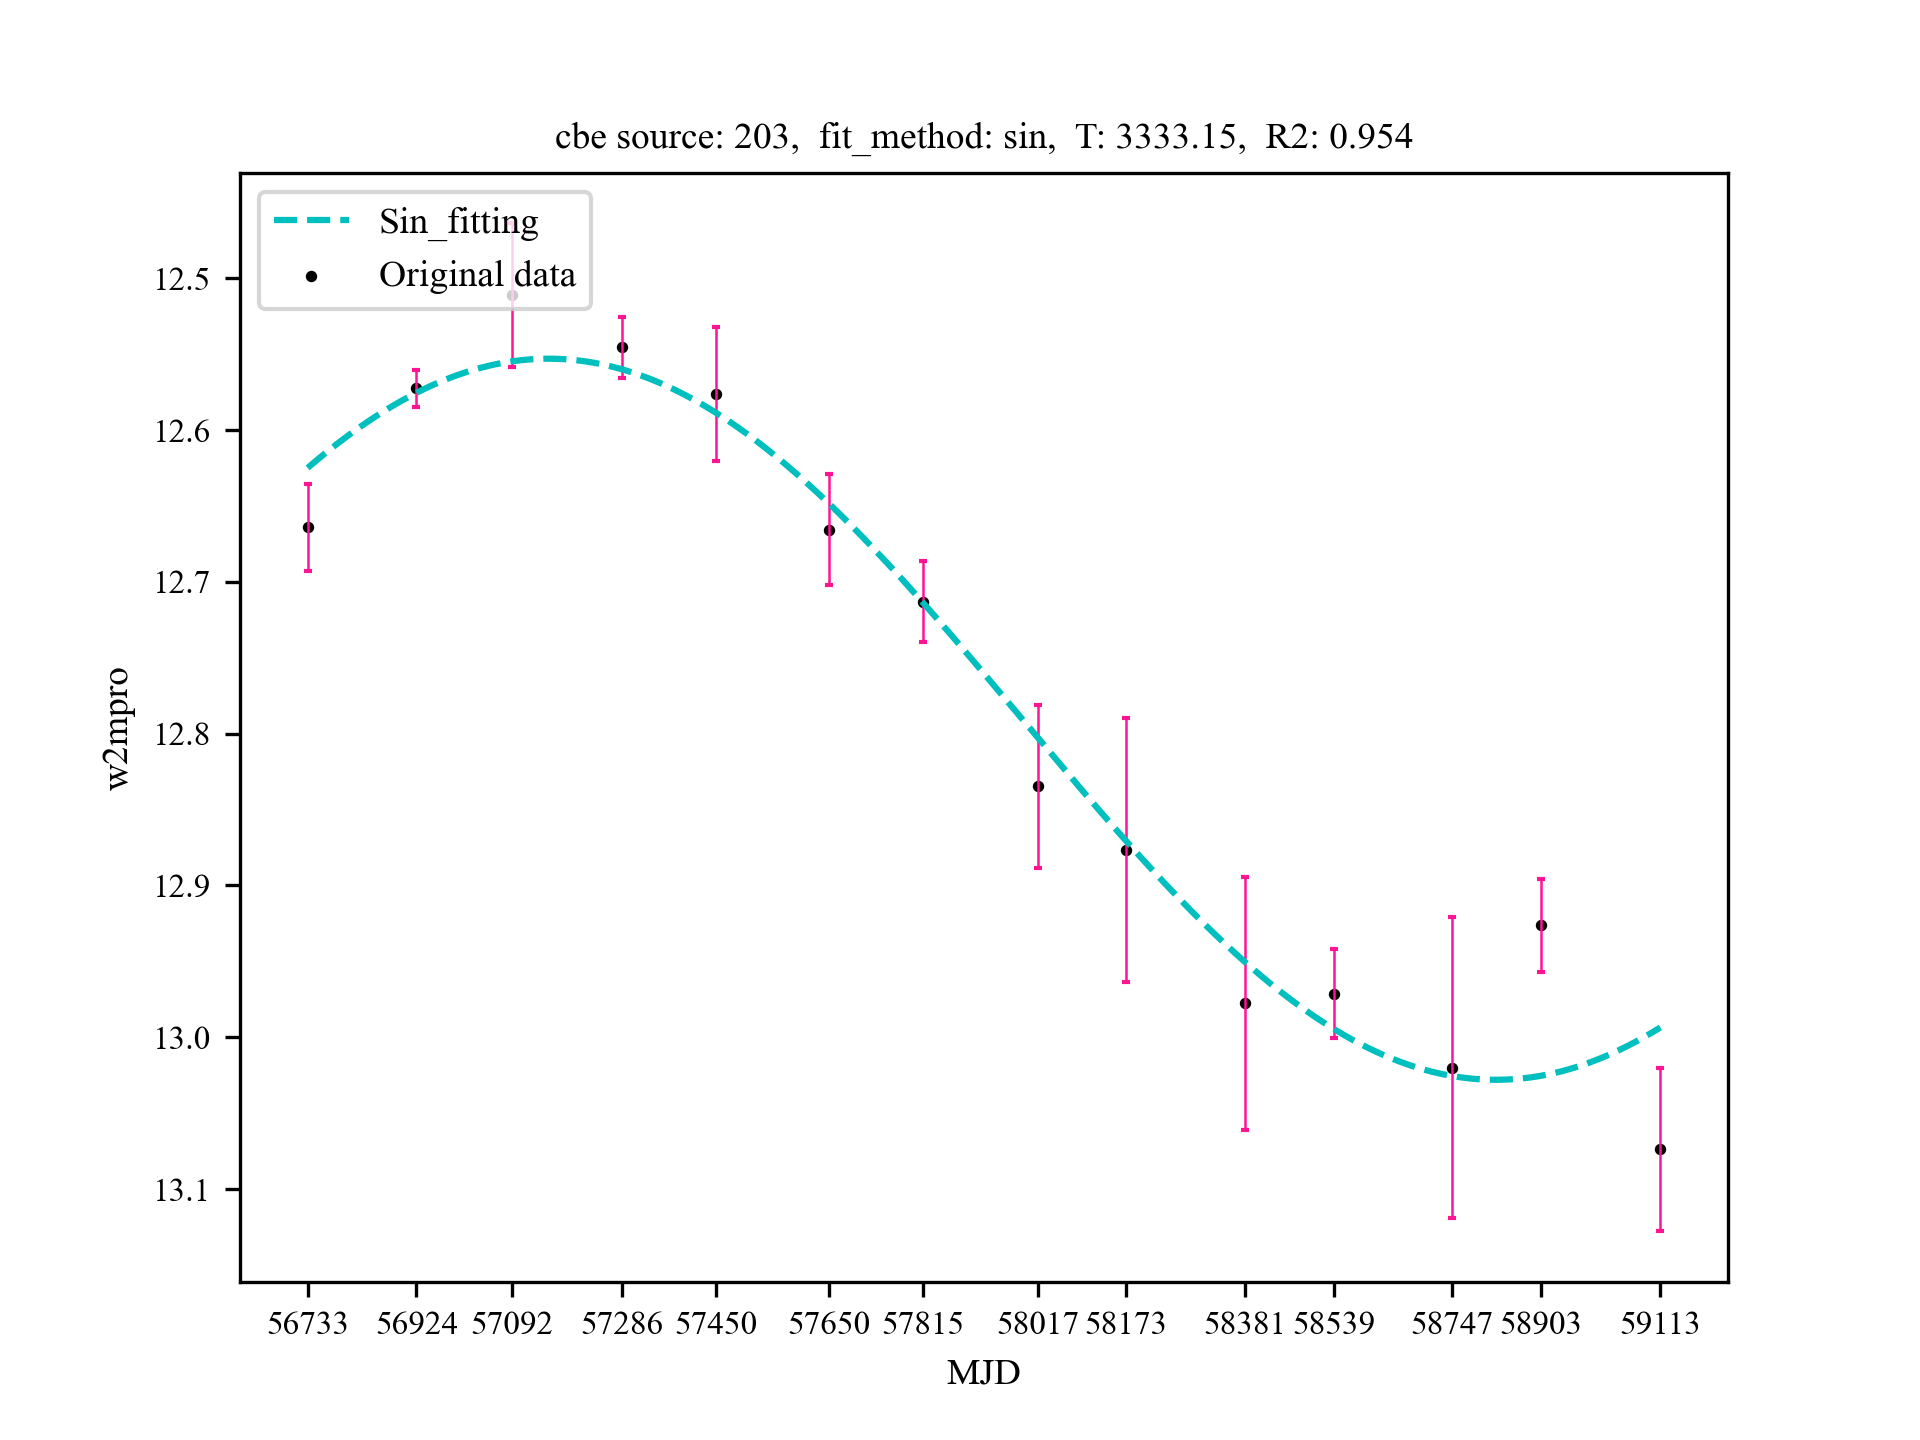 cbe source: 203,  fit_method: sin,  T: 3333.15,  R2: 0.954
Sin_fitting
Original data
12.5
12.6
12.7
12.8
12.9
13.0
13.1
w2mpro
56733 56924 57092 57286 57450 57650 57815 58017 58173 58381 58539 58747 58903 59113
MJD